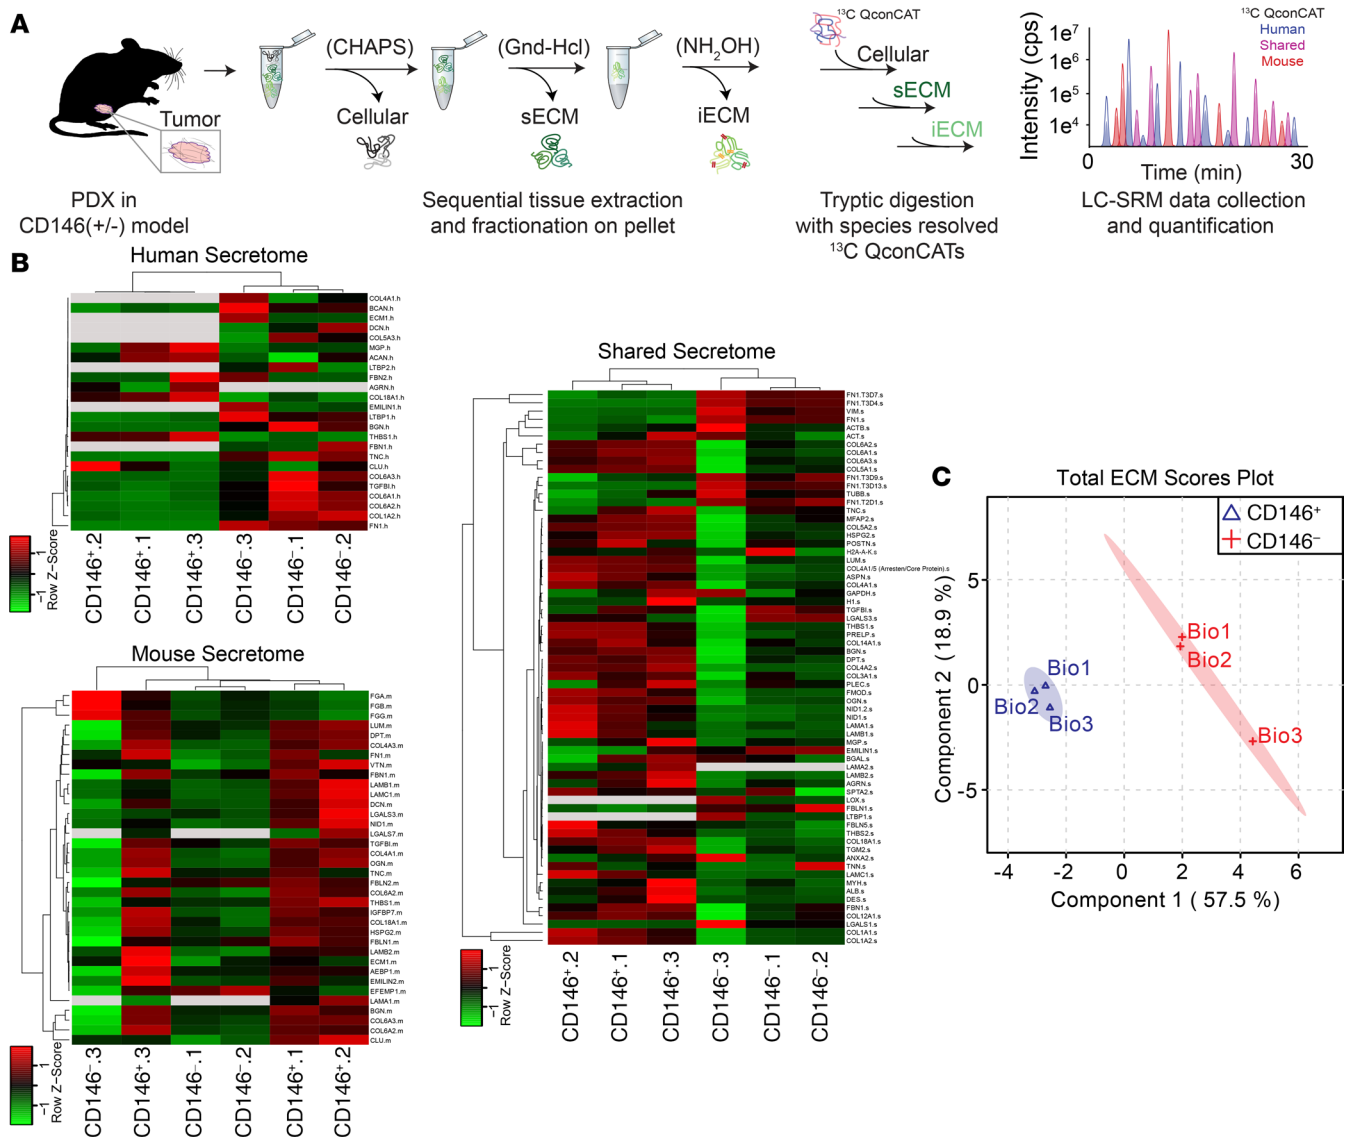 A
(CHAPS)
(Gnd-Hcl)
(NH2OH)
13C QconCAT
Cellular
sECM
iECM
Tumor
Cellular
sECM
iECM
PDX in
CD146(+/-) model
Sequential tissue extraction
and fractionation on pellet
Tryptic digestion
with species resolved
13C QconCATs
13C QconCAT
Human
Shared
Mouse
Intensity (cps)
1e7
1e6
1e5
1e4
0
30
Time (min)
LC-SRM data collection
and quantification
B
Human Secretome
COL4A1.h
BCAN.h
ECM1.h
DCN.h
COL5A3.h
MGP.h
ACAN.h
LTBP2.h
FBN2.h
AGRN.h
COL18A1.h
EMILIN1.h
LTBP1.h
BGN.h
THBS1.h
FBN1.h
TNC.h
CLU.h
COL6A3.h
TGFBI.h
COL6A1.h
COL6A2.h
COL1A2.h
FN1.h
Row Z-Score
-1 1
CD146+.2
CD146+.1
CD146+.3
CD146-.3
CD146-.1
CD146-.2
Mouse Secretome
FGA.m
FGB.m
FGG.m
LUM.m
DPT.m
COL4A3.m
FN1.m
VTN.m
FBN1.m
LAMB1.m
LAMC1.m
DCN.m
LGALS3.m
NID1.m
LGALS7.m
TGFBI.m
COL4A1.m
OGN.m
TNC.m
FBLN2.m
COL6A2.m
THBS1.m
IGFBP7.m
COL18A1.m
HSPG2.m
FBLN1.m
LAMB2.m
ECM1.m
AEBP1.m
EMILIN2.m
EFEMP1.m
LAMA1.m
BGN.m
COL6A3.m
COL6A2.m
CLU.m
Row Z-Score
-1 1
CD146-.3
CD146+.3
CD146-.1
CD146-.2
CD146+.1
CD146+.2
Shared Secretome
FN1.T3D7.s
FN1.T3D4.s
VIM.s
FN1.s
ACTB.s
ACT.s
COL6A2.s
COL6A1.s
COL6A3.s
COL5A1.s
FN1.T3D9.s
FN1.T3D13.s
TUBB.s
FN1.T2D1.s
TNC.s
MFAP2.s
COL5A2.s
HSPG2.s
POSTN.s
H2A-A-K.s
LUM.s
COL4A1/5 (Arresten/Core Protein).s
ASPN.s
COL4A1.s
GAPDH.s
H1.s
TGFBI.s
LGALS3.s
THBS1.s
PRELP.s
COL14A1.s
BGN.s
DPT.s
COL4A2.s
COL3A1.s
PLEC.s
FMOD.s
OGN.s
NID1.2.s
NID1.s
LAMA1.s
LAMB1.s
MGP.s
EMILIN1.s
BGAL.s
LAMA2.s
LAMB2.s
AGRN.s
SPTA2.s
LOX.s
FBLN1.s
LTBP1.s
FBLN5.s
THBS2.s
COL18A1.s
TGM2.s
ANXA2.s
TNN.s
LAMC1.s
MYH.s
ALB.s
DES.s
FBN1.s
COL12A1.s
LGALS1.s
COL1A1.s
COL1A2.s
Row Z-Score
-1 1
CD146+.2
CD146+.1
CD146+.3
CD146-.3
CD146-.1
CD146-.2
C
Total ECM Scores Plot
CD146+
CD146-
Component 2 (18.9 %)
5
0
-5
Bio1
Bio2
Bio3
Bio1
Bio2
Bio3
-4 -2 0 2 4 6
Component 1 ( 57.5 %)